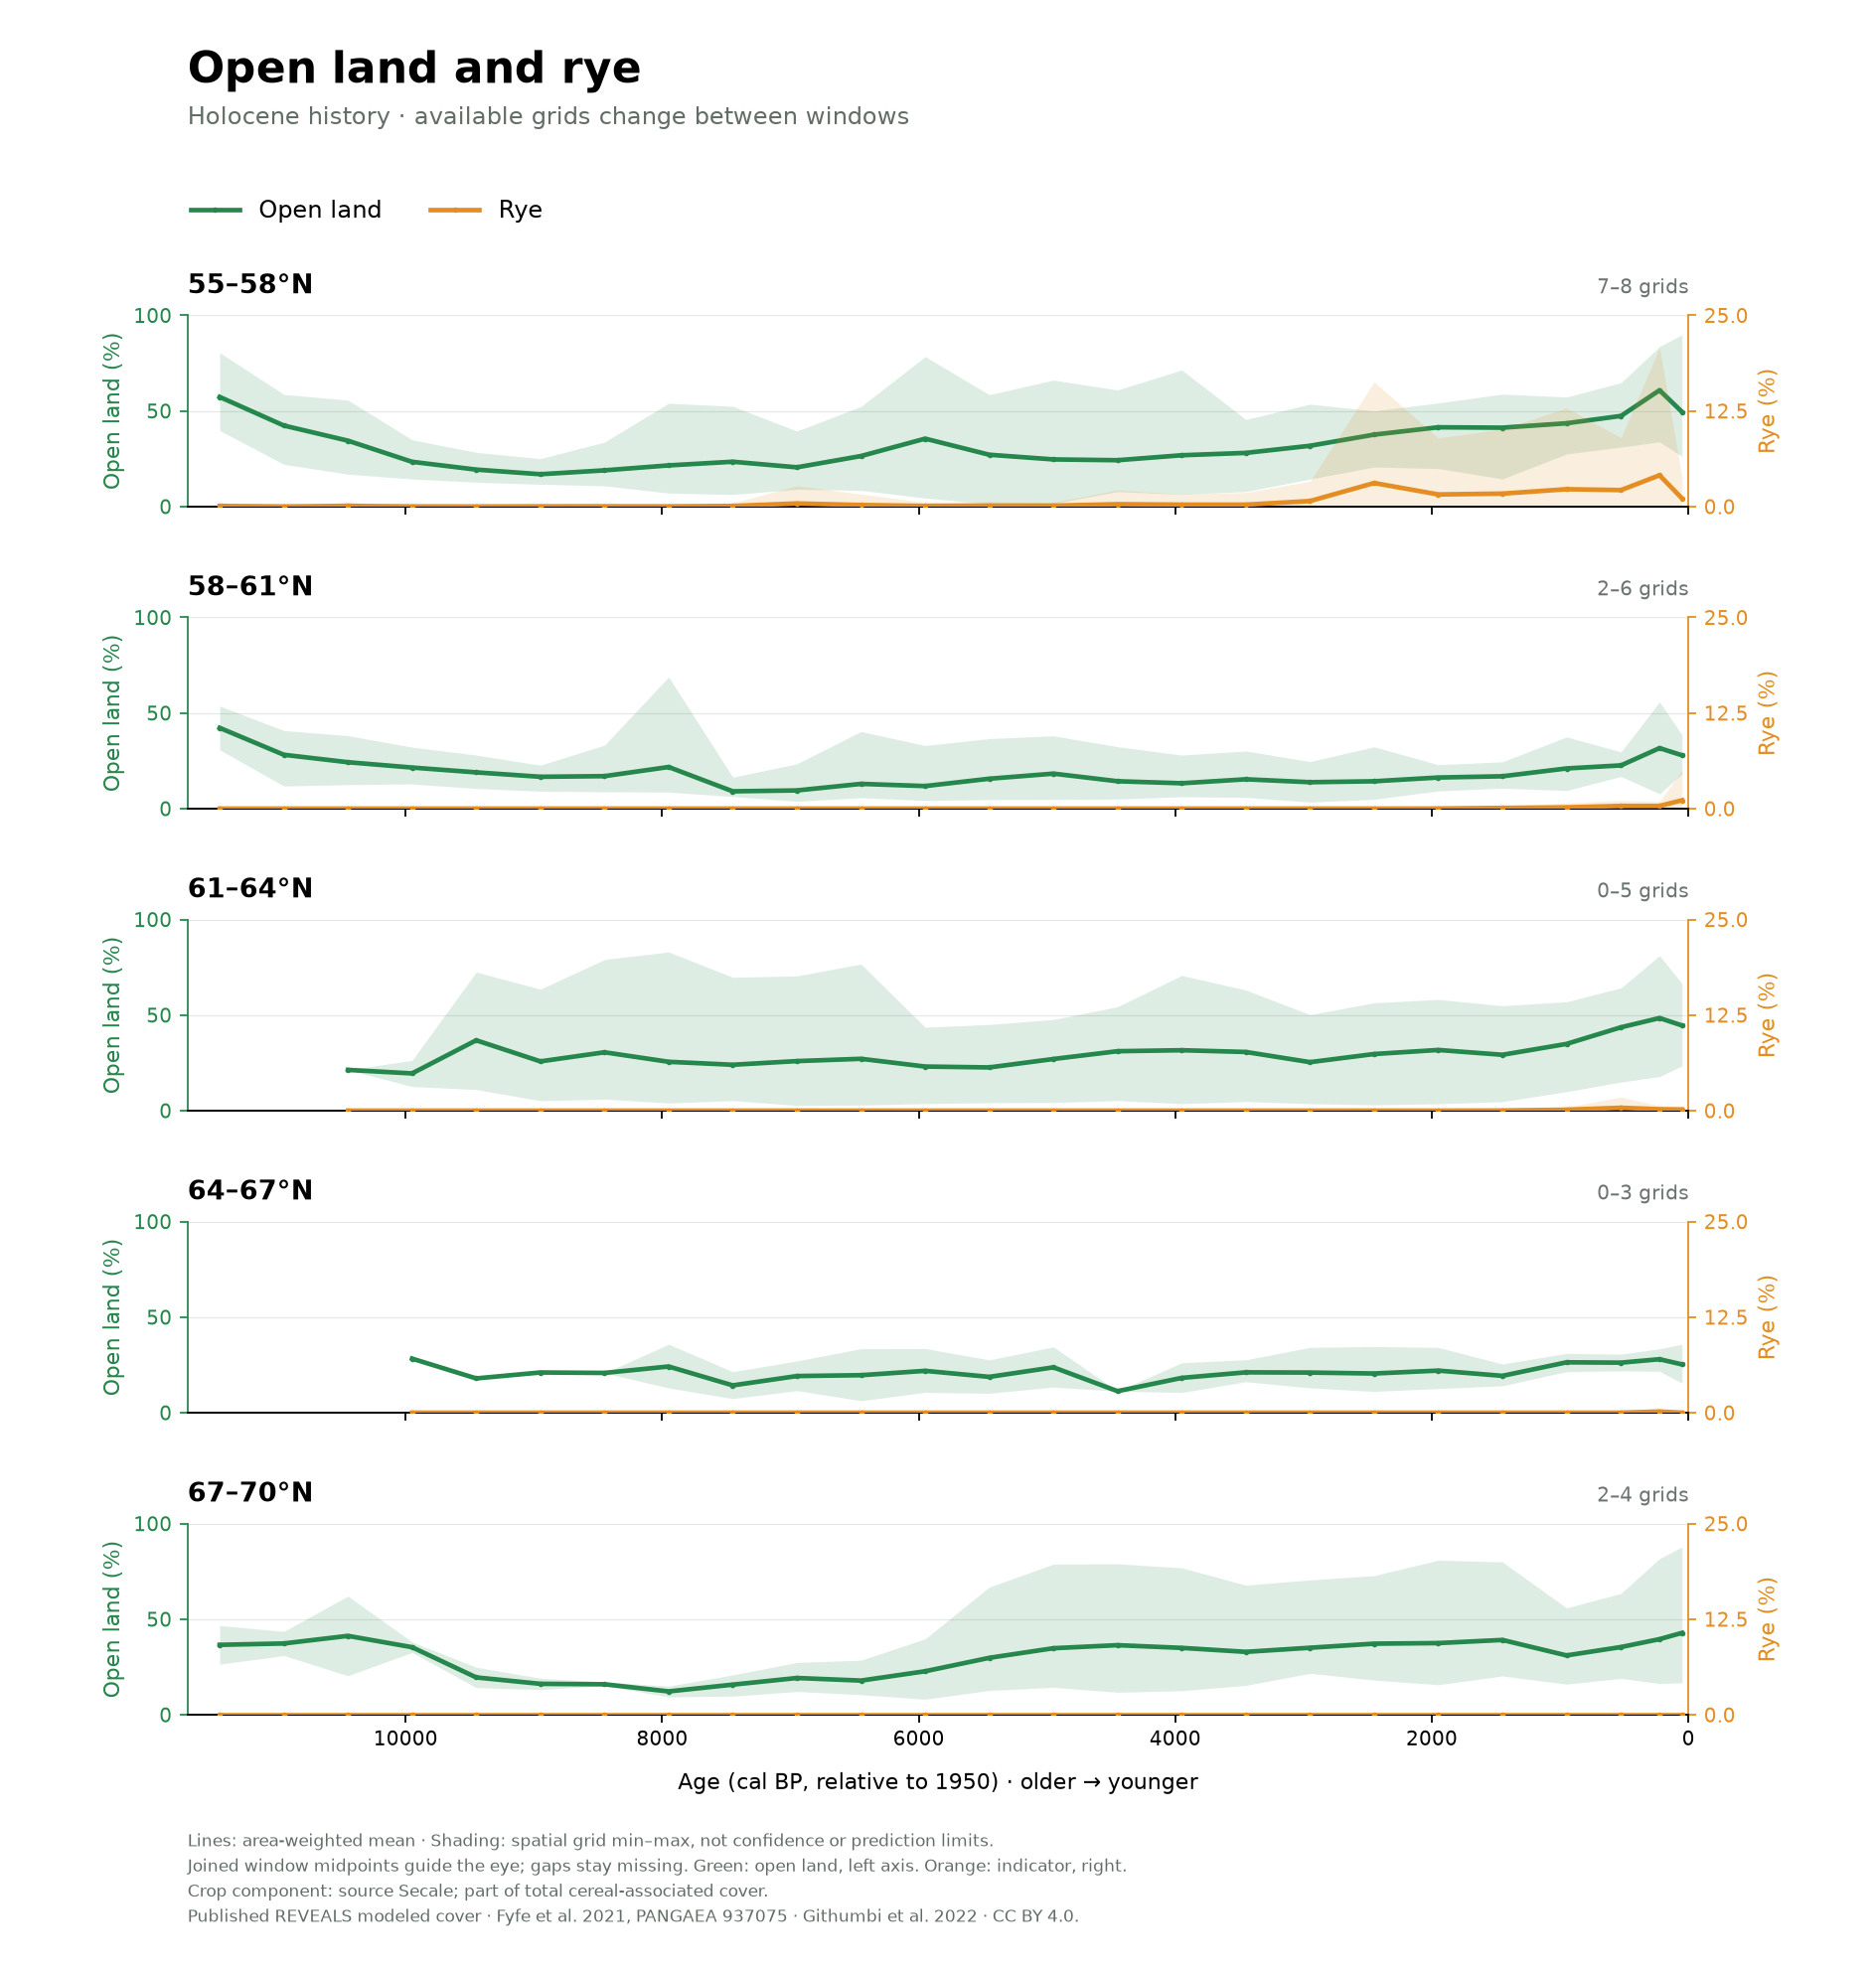 Open land and rye
Holocene history · available grids change between windows
Open land
Rye
55–58°N
7–8 grids
100
50
0
Open land (%)
25.0
12.5
0.0
Rye (%)
58–61°N
2–6 grids
100
50
0
Open land (%)
25.0
12.5
0.0
Rye (%)
61–64°N
0–5 grids
100
50
0
Open land (%)
25.0
12.5
0.0
Rye (%)
64–67°N
0–3 grids
100
50
0
Open land (%)
25.0
12.5
0.0
Rye (%)
67–70°N
2–4 grids
100
50
0
Open land (%)
25.0
12.5
0.0
Rye (%)
10000 8000 6000 4000 2000 0
Age (cal BP, relative to 1950) · older → younger
Lines: area-weighted mean · Shading: spatial grid min–max, not confidence or prediction limits.
Joined window midpoints guide the eye; gaps stay missing. Green: open land, left axis. Orange: indicator, right.
Crop component: source Secale; part of total cereal-associated cover.
Published REVEALS modeled cover · Fyfe et al. 2021, PANGAEA 937075 · Githumbi et al. 2022 · CC BY 4.0.